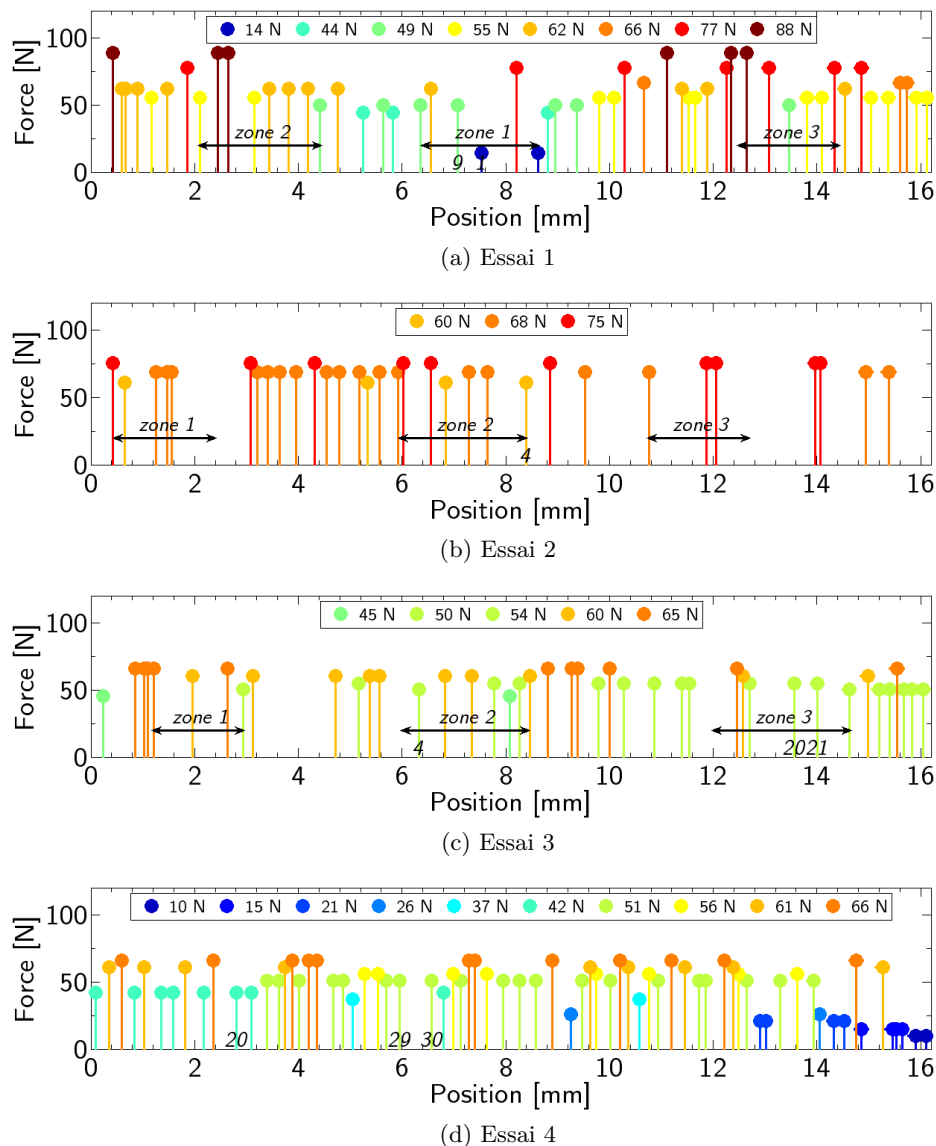 14 N 44 N 49 N 55 N 62 N 66 N 77 N 88 N
100
50
0
Force [N]
zone 2 zone 1 zone 3
9 1
0 2 4 6 8 10 12 14 16
Position [mm]
(a) Essai 1
60 N 68 N 75 N
100
50
0
Force [N]
zone 1 zone 2 zone 3
4
0 2 4 6 8 10 12 14 16
Position [mm]
(b) Essai 2
45 N 50 N 54 N 60 N 65 N
100
50
0
Force [N]
zone 1 zone 2 zone 3
4 2021
0 2 4 6 8 10 12 14 16
Position [mm]
(c) Essai 3
10 N 15 N 21 N 26 N 37 N 42 N 51 N 56 N 61 N 66 N
100
50
0
Force [N]
20 29 30
0 2 4 6 8 10 12 14 16
Position [mm]
(d) Essai 4